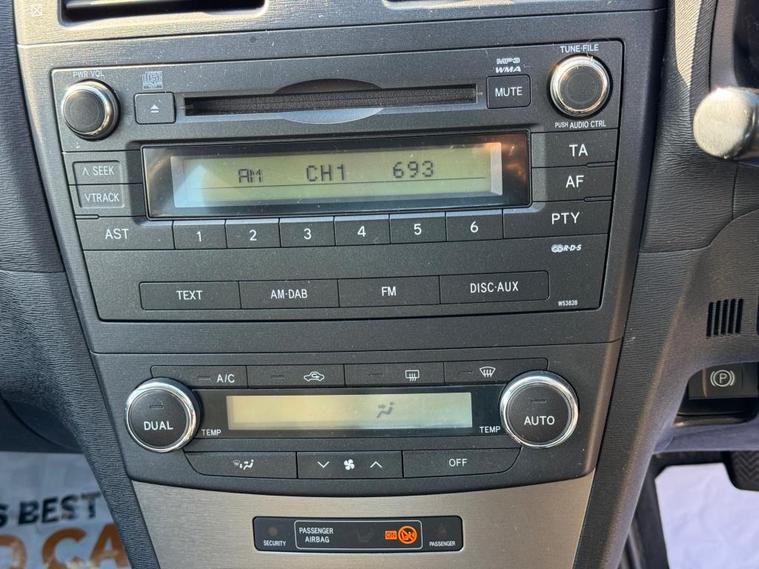 PWR VOL
MP3
WMA
TUNE·FILE
MUTE
PUSH AUDIO CTRL
AM CH1 693
∧ SEEK
∨ TRACK
TA
AF
AST 1 2 3 4 5 6 PTY
R·D·S
TEXT AM·DAB FM DISC·AUX
W53828
A/C
DUAL TEMP TEMP AUTO
OFF
SECURITY PASSENGER AIRBAG PASSENGER
S BEST
O CA